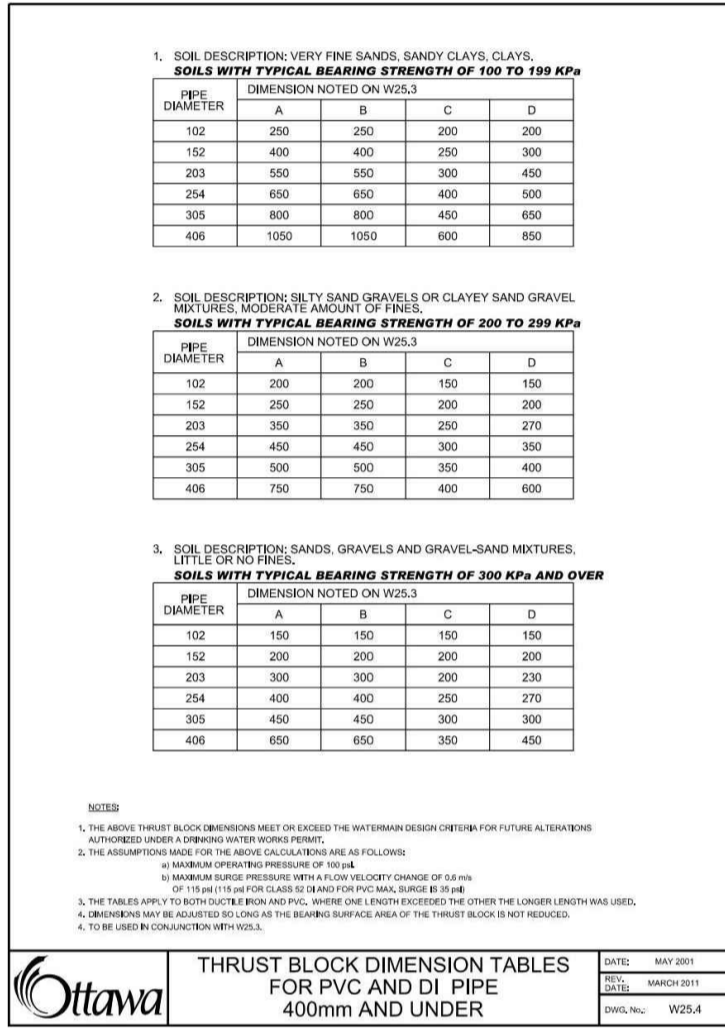 1. SOIL DESCRIPTION: VERY FINE SANDS, SANDY CLAYS, CLAYS.
SOILS WITH TYPICAL BEARING STRENGTH OF 100 TO 199 KPa
PIPE DIAMETER DIMENSION NOTED ON W25.3
A B C D
102 250 250 200 200
152 400 400 250 300
203 550 550 300 450
254 650 650 400 500
305 800 800 450 650
406 1050 1050 600 850
2. SOIL DESCRIPTION: SILTY SAND GRAVELS OR CLAYEY SAND GRAVEL
MIXTURES, MODERATE AMOUNT OF FINES.
SOILS WITH TYPICAL BEARING STRENGTH OF 200 TO 299 KPa
PIPE DIAMETER DIMENSION NOTED ON W25.3
A B C D
102 200 200 150 150
152 250 250 200 200
203 350 350 250 270
254 450 450 300 350
305 500 500 350 400
406 750 750 400 600
3. SOIL DESCRIPTION: SANDS, GRAVELS AND GRAVEL-SAND MIXTURES,
LITTLE OR NO FINES.
SOILS WITH TYPICAL BEARING STRENGTH OF 300 KPa AND OVER
PIPE DIAMETER DIMENSION NOTED ON W25.3
A B C D
102 150 150 150 150
152 200 200 200 200
203 300 300 200 230
254 400 400 250 270
305 450 450 300 300
406 650 650 350 450
NOTES:
1. THE ABOVE THRUST BLOCK DIMENSIONS MEET OR EXCEED THE WATERMAIN DESIGN CRITERIA FOR FUTURE ALTERATIONS
AUTHORIZED UNDER A DRINKING WATER WORKS PERMIT.
2. THE ASSUMPTIONS MADE FOR THE ABOVE CALCULATIONS ARE AS FOLLOWS:
a) MAXIMUM OPERATING PRESSURE OF 100 psi.
b) MAXIMUM SURGE PRESSURE WITH A FLOW VELOCITY CHANGE OF 0.6 m/s
OF 115 psi (115 psi FOR CLASS 52 DI AND FOR PVC MAX. SURGE IS 35 psi)
3. THE TABLES APPLY TO BOTH DUCTILE IRON AND PVC. WHERE ONE LENGTH EXCEEDED THE OTHER THE LONGER LENGTH WAS USED.
4. DIMENSIONS MAY BE ADJUSTED SO LONG AS THE BEARING SURFACE AREA OF THE THRUST BLOCK IS NOT REDUCED.
4. TO BE USED IN CONJUNCTION WITH W25.3.
Ottawa
THRUST BLOCK DIMENSION TABLES
FOR PVC AND DI PIPE
400mm AND UNDER
DATE: MAY 2001
REV. DATE: MARCH 2011
DWG. No.: W25.4